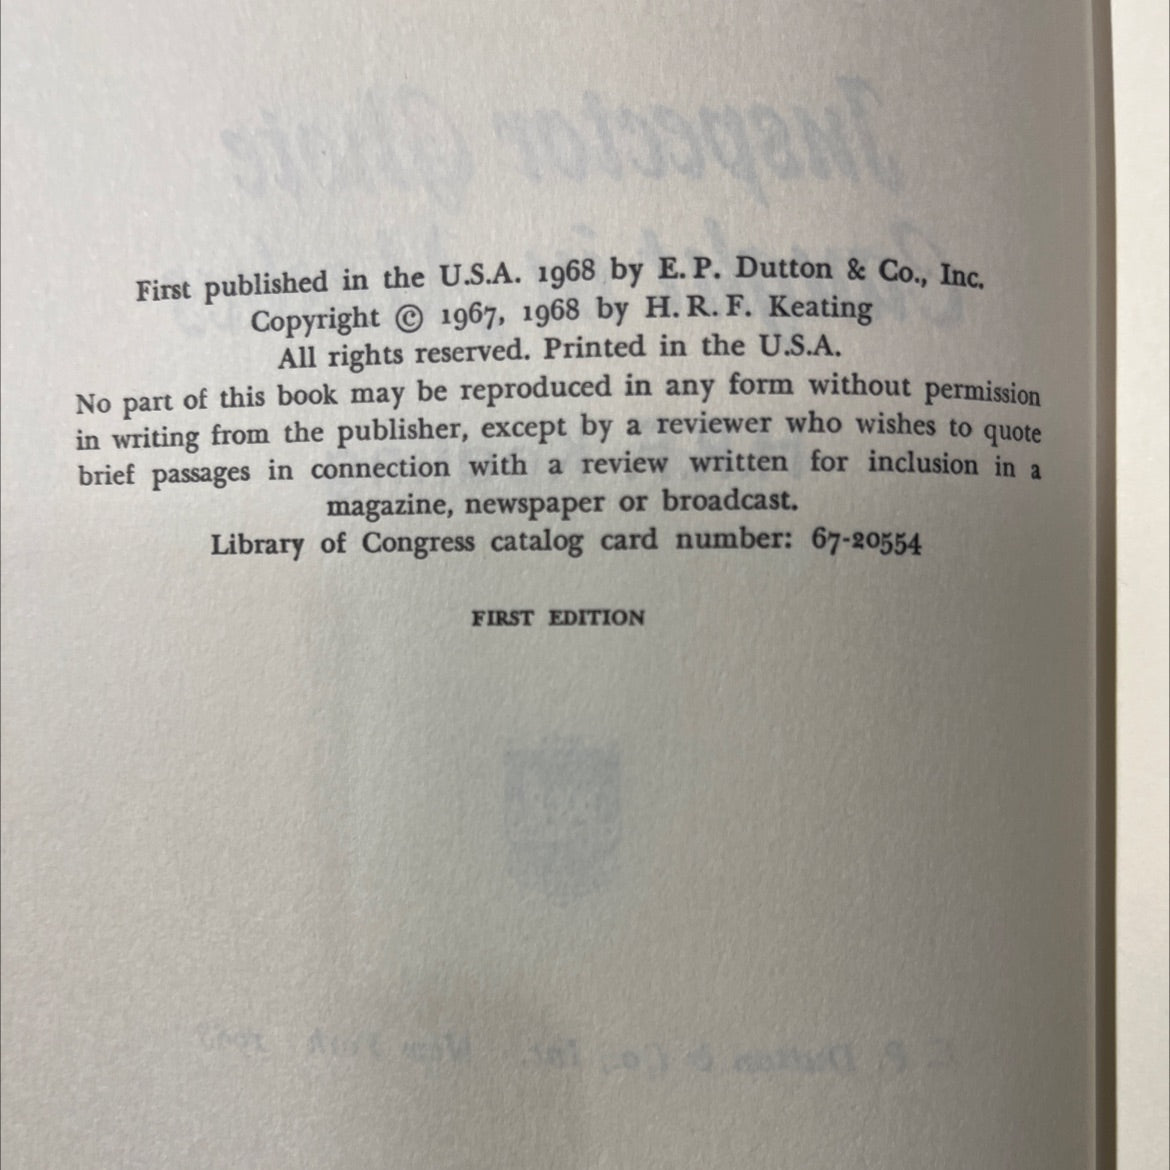 First published in the U.S.A. 1968 by E. P. Dutton & Co., Inc.
Copyright © 1967, 1968 by H. R. F. Keating
All rights reserved. Printed in the U.S.A.
No part of this book may be reproduced in any form without permission
in writing from the publisher, except by a reviewer who wishes to quote
brief passages in connection with a review written for inclusion in a
magazine, newspaper or broadcast.
Library of Congress catalog card number: 67-20554
FIRST EDITION